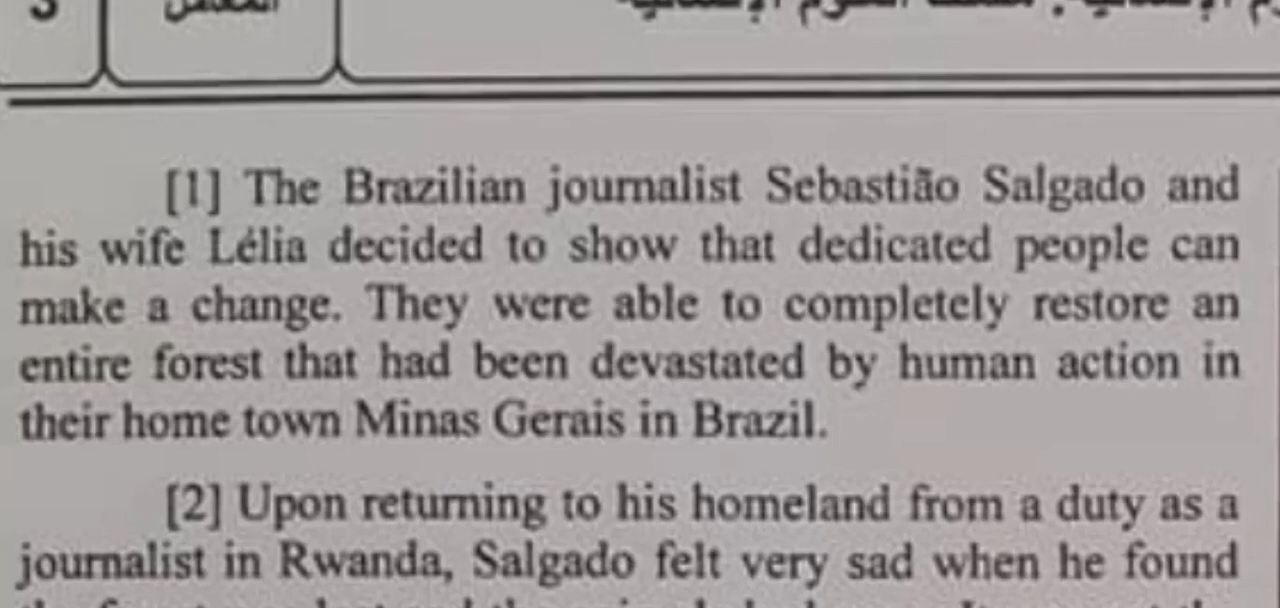 3
المعامل
[1] The Brazilian journalist Sebastião Salgado and
his wife Lélia decided to show that dedicated people can
make a change. They were able to completely restore an
entire forest that had been devastated by human action in
their home town Minas Gerais in Brazil.
[2] Upon returning to his homeland from a duty as a
journalist in Rwanda, Salgado felt very sad when he found